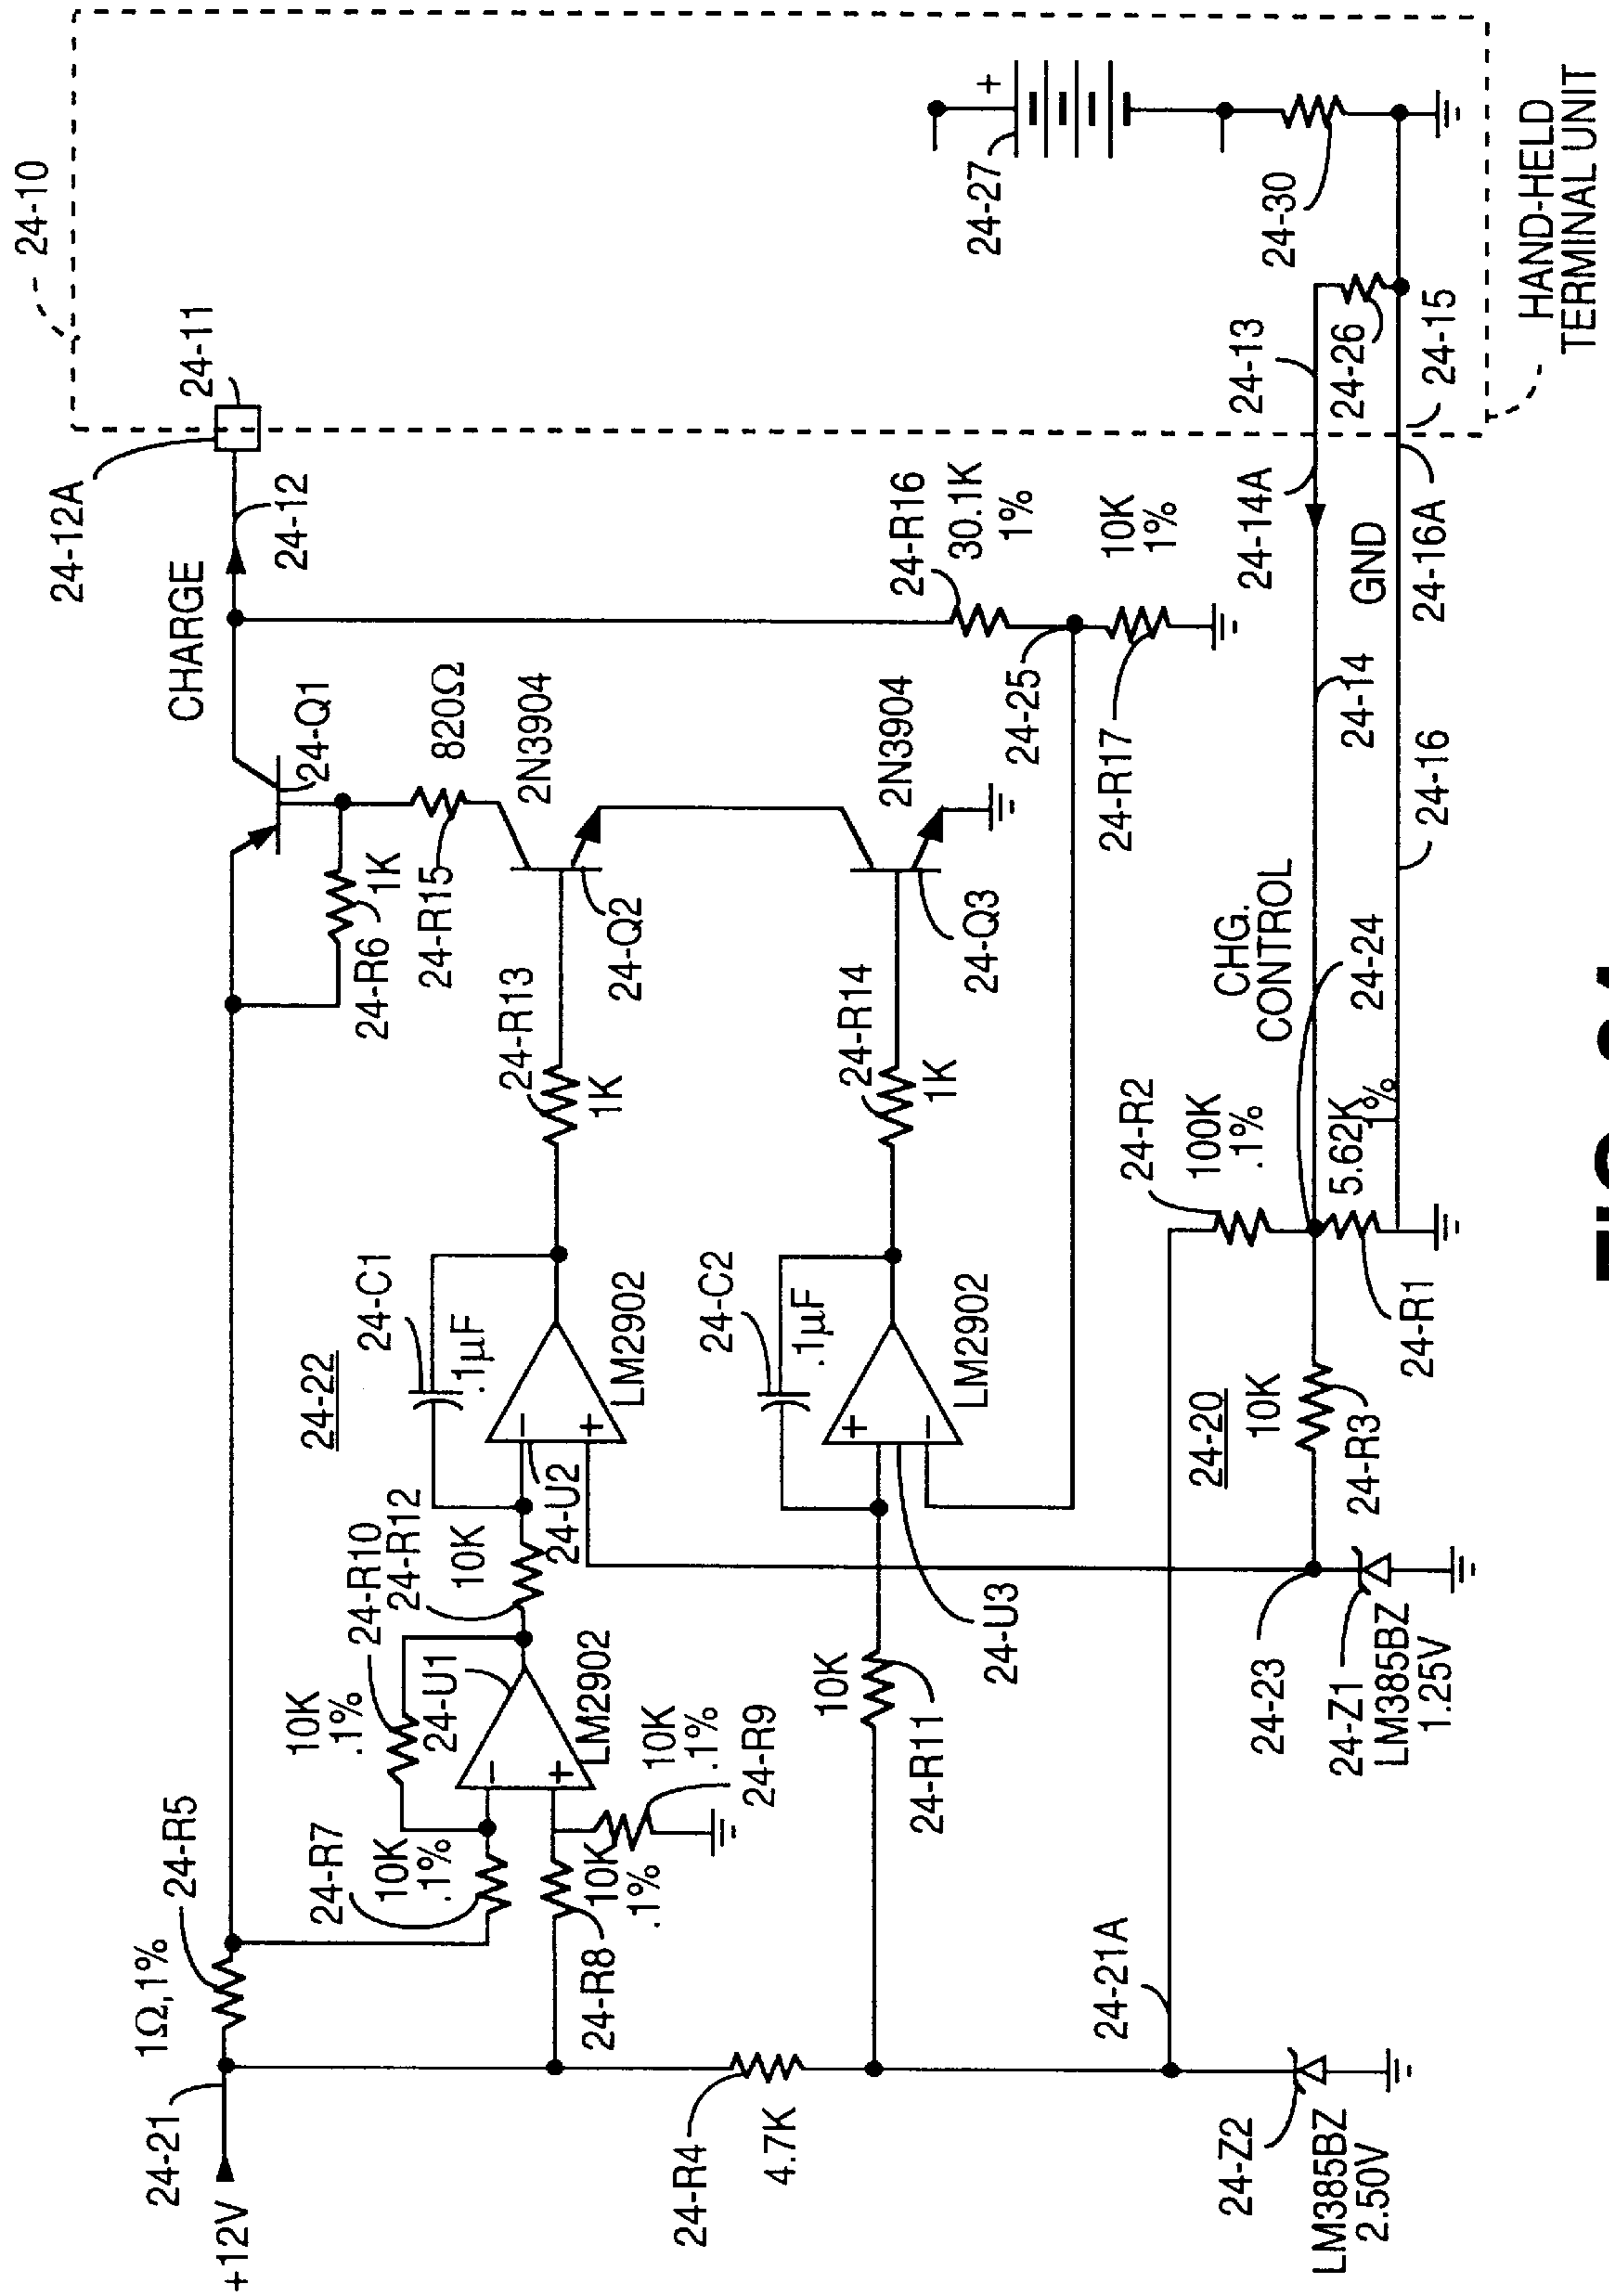 24-10
24-11
24-12A
24-12
CHARGE
24-Q1
24-R6
1K
24-R15
820Ω
2N3904
24-Q2
24-R13
1K
2N3904
24-Q3
24-R14
1K
24-R16
30.1K
1%
24-25
10K
1%
24-R17
24-27
+
24-30
24-13
24-26
24-15
HAND-HELD
TERMINAL UNIT
24-14A
GND
24-16A
24-14
24-16
CHG.
CONTROL
24-24
24-R2
100K
.1%
5.62K
1%
24-R1
24-20
10K
24-R3
24-23
24-Z1
LM385BZ
1.25V
24-22
24-C1
.1µF
LM2902
–
+
24-U2
24-C2
.1µF
LM2902
+
–
24-U3
24-R10
24-R12
10K
10K
.1%
24-U1
LM2902
–
+
10K
.1%
24-R9
10K
24-R11
24-R5
1Ω,1%
24-R7
10K
.1%
10K
.1%
24-R8
24-21
+12V
24-R4
4.7K
24-21A
24-Z2
LM385BZ
2.50V